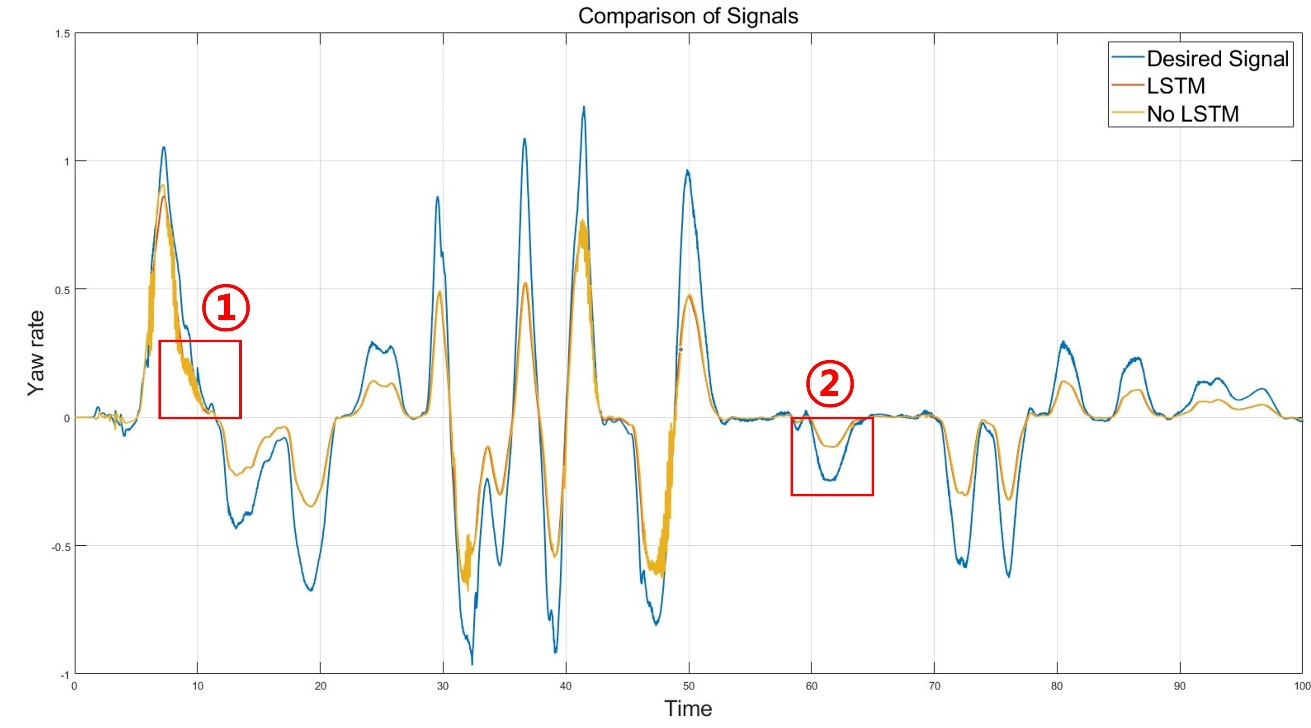 Comparison of Signals
1.5
1
0.5
0
-0.5
-1
Yaw rate
Desired Signal
LSTM
No LSTM
①
②
0 10 20 30 40 50 60 70 80 90 100
Time